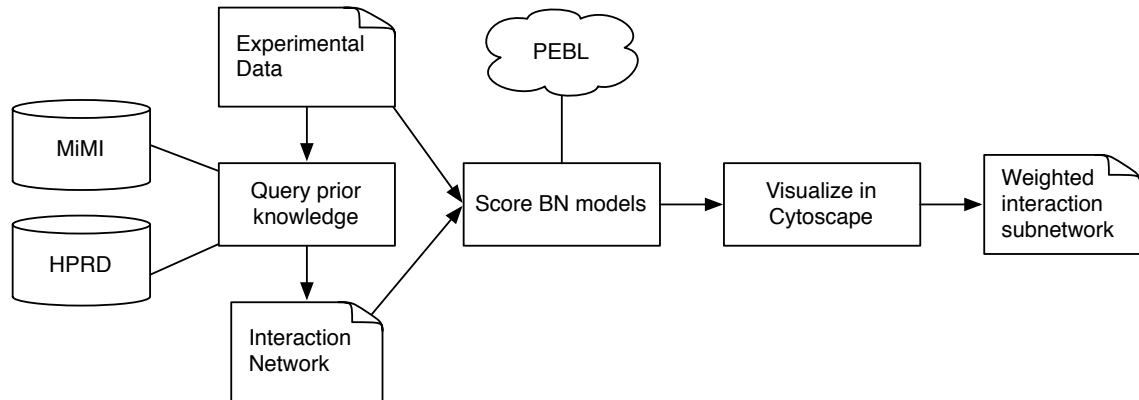 Experimental
Data
PEBL
MiMI
Query prior
knowledge
Score BN models
Visualize in
Cytoscape
Weighted
interaction
subnetwork
HPRD
Interaction
Network